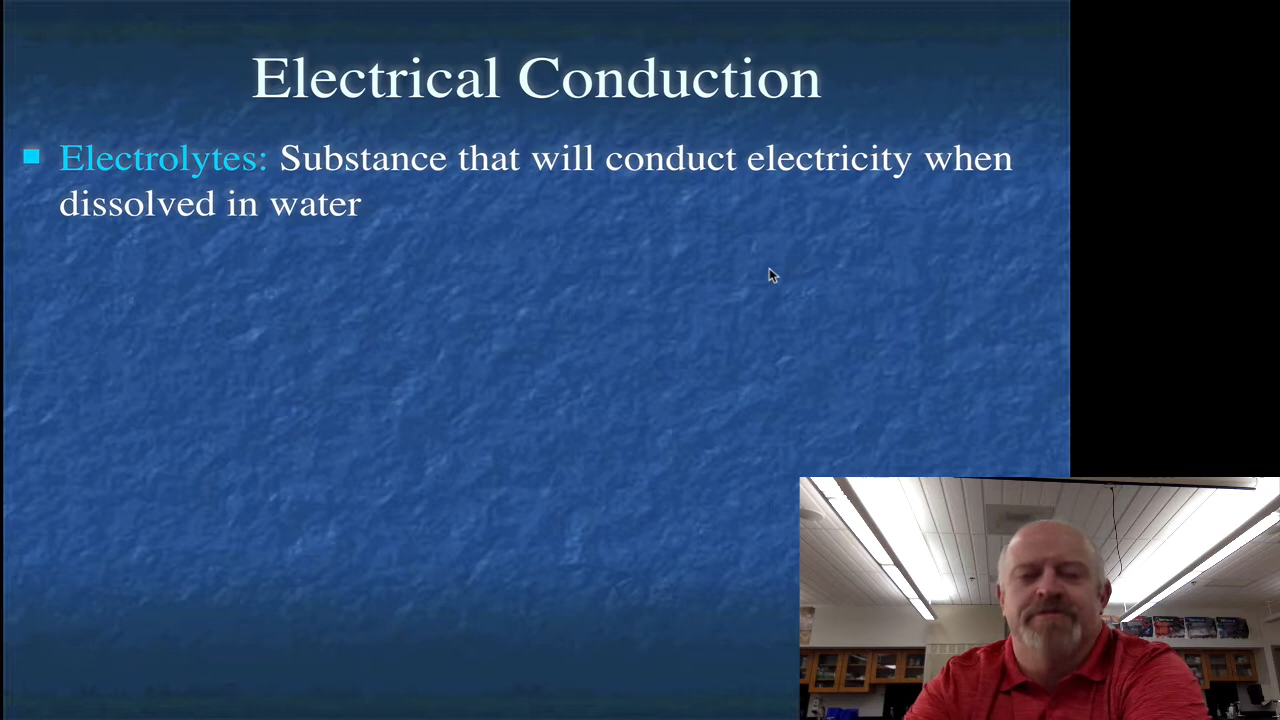 Electrical Conduction
Electrolytes: Substance that will conduct electricity when
dissolved in water